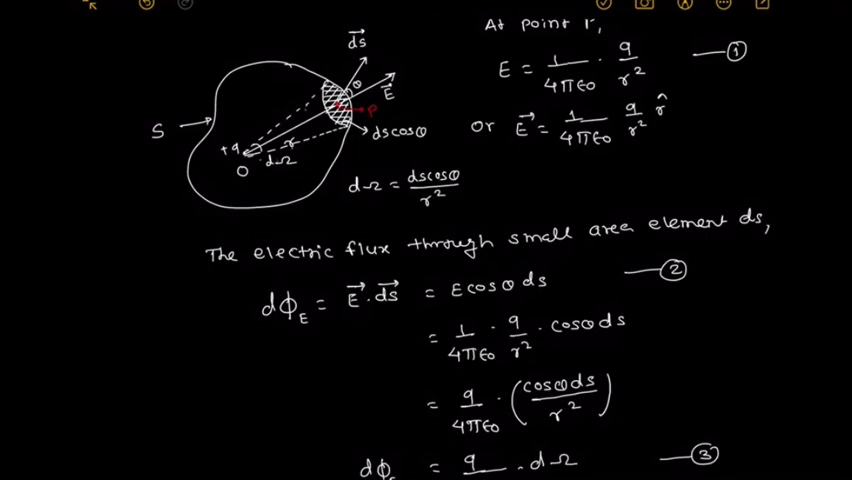 At point r,
E = 1/4πε0 · q/r² — ①
or E⃗ = 1/4πε0 q/r² r̂
ds⃗
θ
E⃗
P
ds cosθ
S
+q
r
dΩ
O
dΩ = dscosθ/r²
The electric flux through small area element ds,
dφE = E⃗ · ds⃗ = E cosθ ds — ②
= 1/4πε0 · q/r² · cosθ ds
= q/4πε0 · (cosθ ds/r²)
dφE = q · dΩ — ③